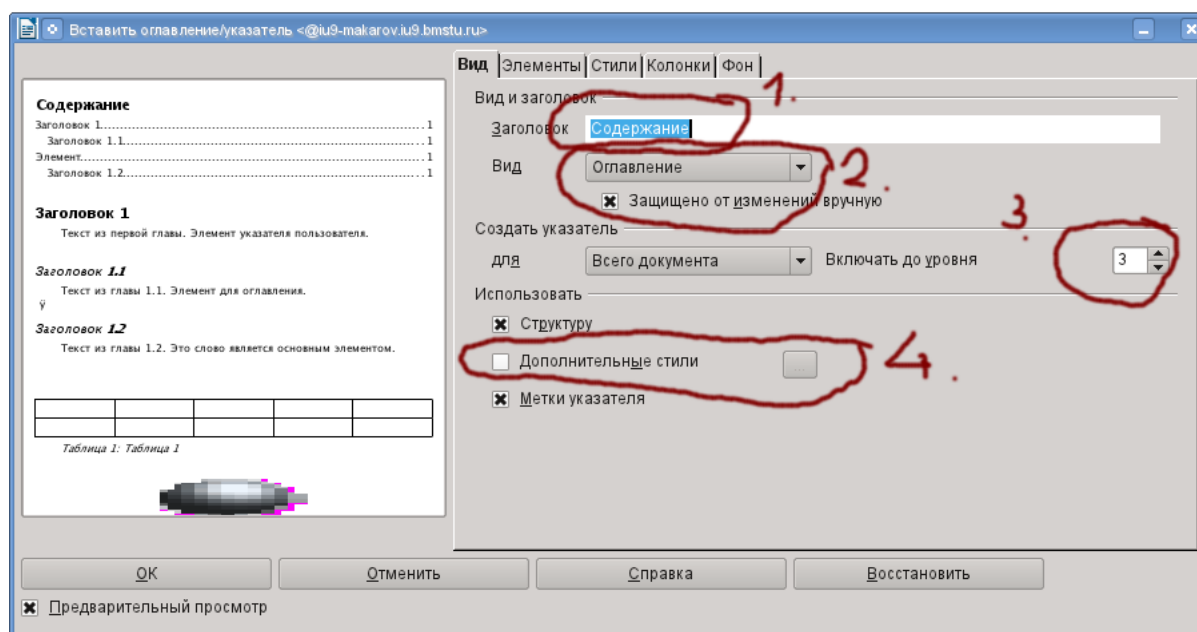 Вставить оглавление/указатель <@iu9-makarov.iu9.bmstu.ru>
Содержание
Заголовок 1.......................................................................1
Заголовок 1.1..................................................................1
Элемент............................................................................1
Заголовок 1.2..................................................................1
Заголовок 1
Текст из первой главы. Элемент указателя пользователя.
Заголовок 1.1
Текст из главы 1.1. Элемент для оглавления.
ÿ
Заголовок 1.2
Текст из главы 1.2. Это слово является основным элементом.
Таблица 1: Таблица 1
Вид Элементы Стили Колонки Фон
Вид и заголовок
1.
Заголовок Содержание
Вид Оглавление
2.
Защищено от изменений вручную
Создать указатель
3.
для Всего документа Включать до уровня 3
Использовать
Структуру
Дополнительные стили ...
4.
Метки указателя
OK Отменить Справка Восстановить
Предварительный просмотр